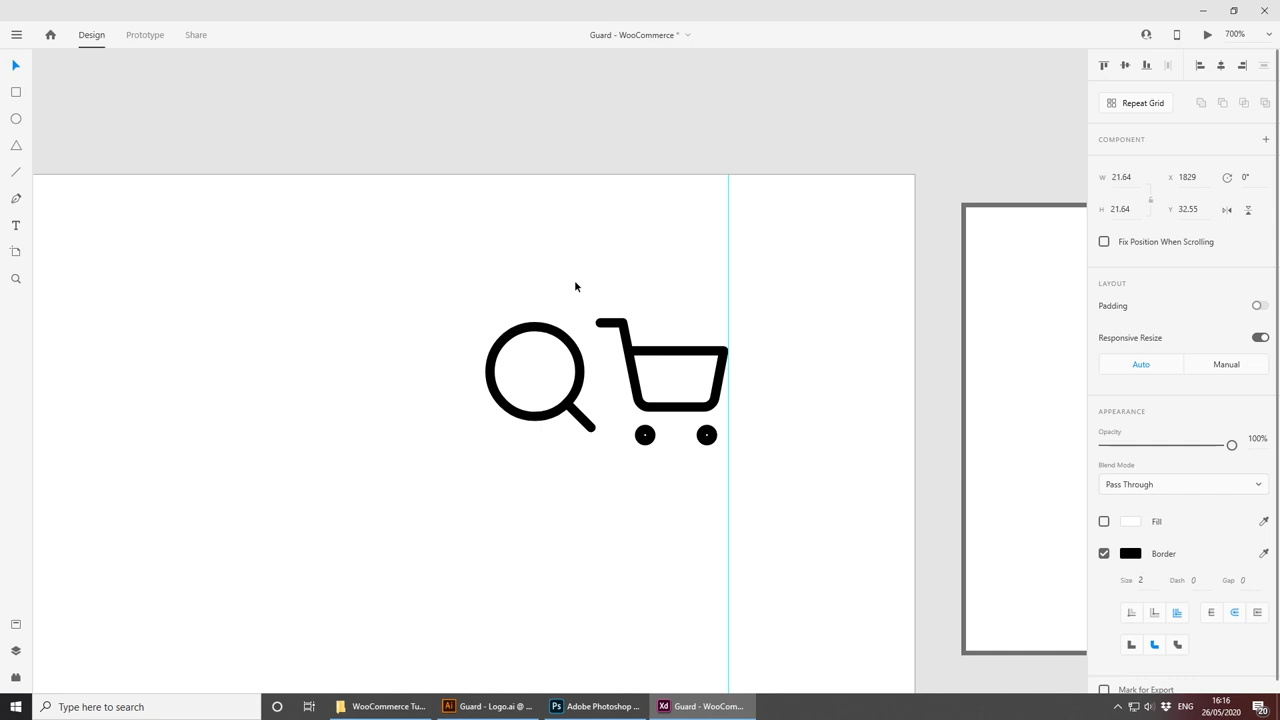 Design
Prototype
Share
Guard - WooCommerce *
700%
Repeat Grid
COMPONENT
W 21.64
X 1829
0°
H 21.64
Y 32.55
Fix Position When Scrolling
LAYOUT
Padding
Responsive Resize
Auto
Manual
APPEARANCE
Opacity
100%
Blend Mode
Pass Through
Fill
Border
Size 2
Dash 0
Gap 0
Mark for Export
Type here to search
WooCommerce Tu...
Ai
Guard - Logo.ai @ ...
Ps
Adobe Photoshop ...
Xd
Guard - WooCom...
ENG
16:16
26/05/2020
20